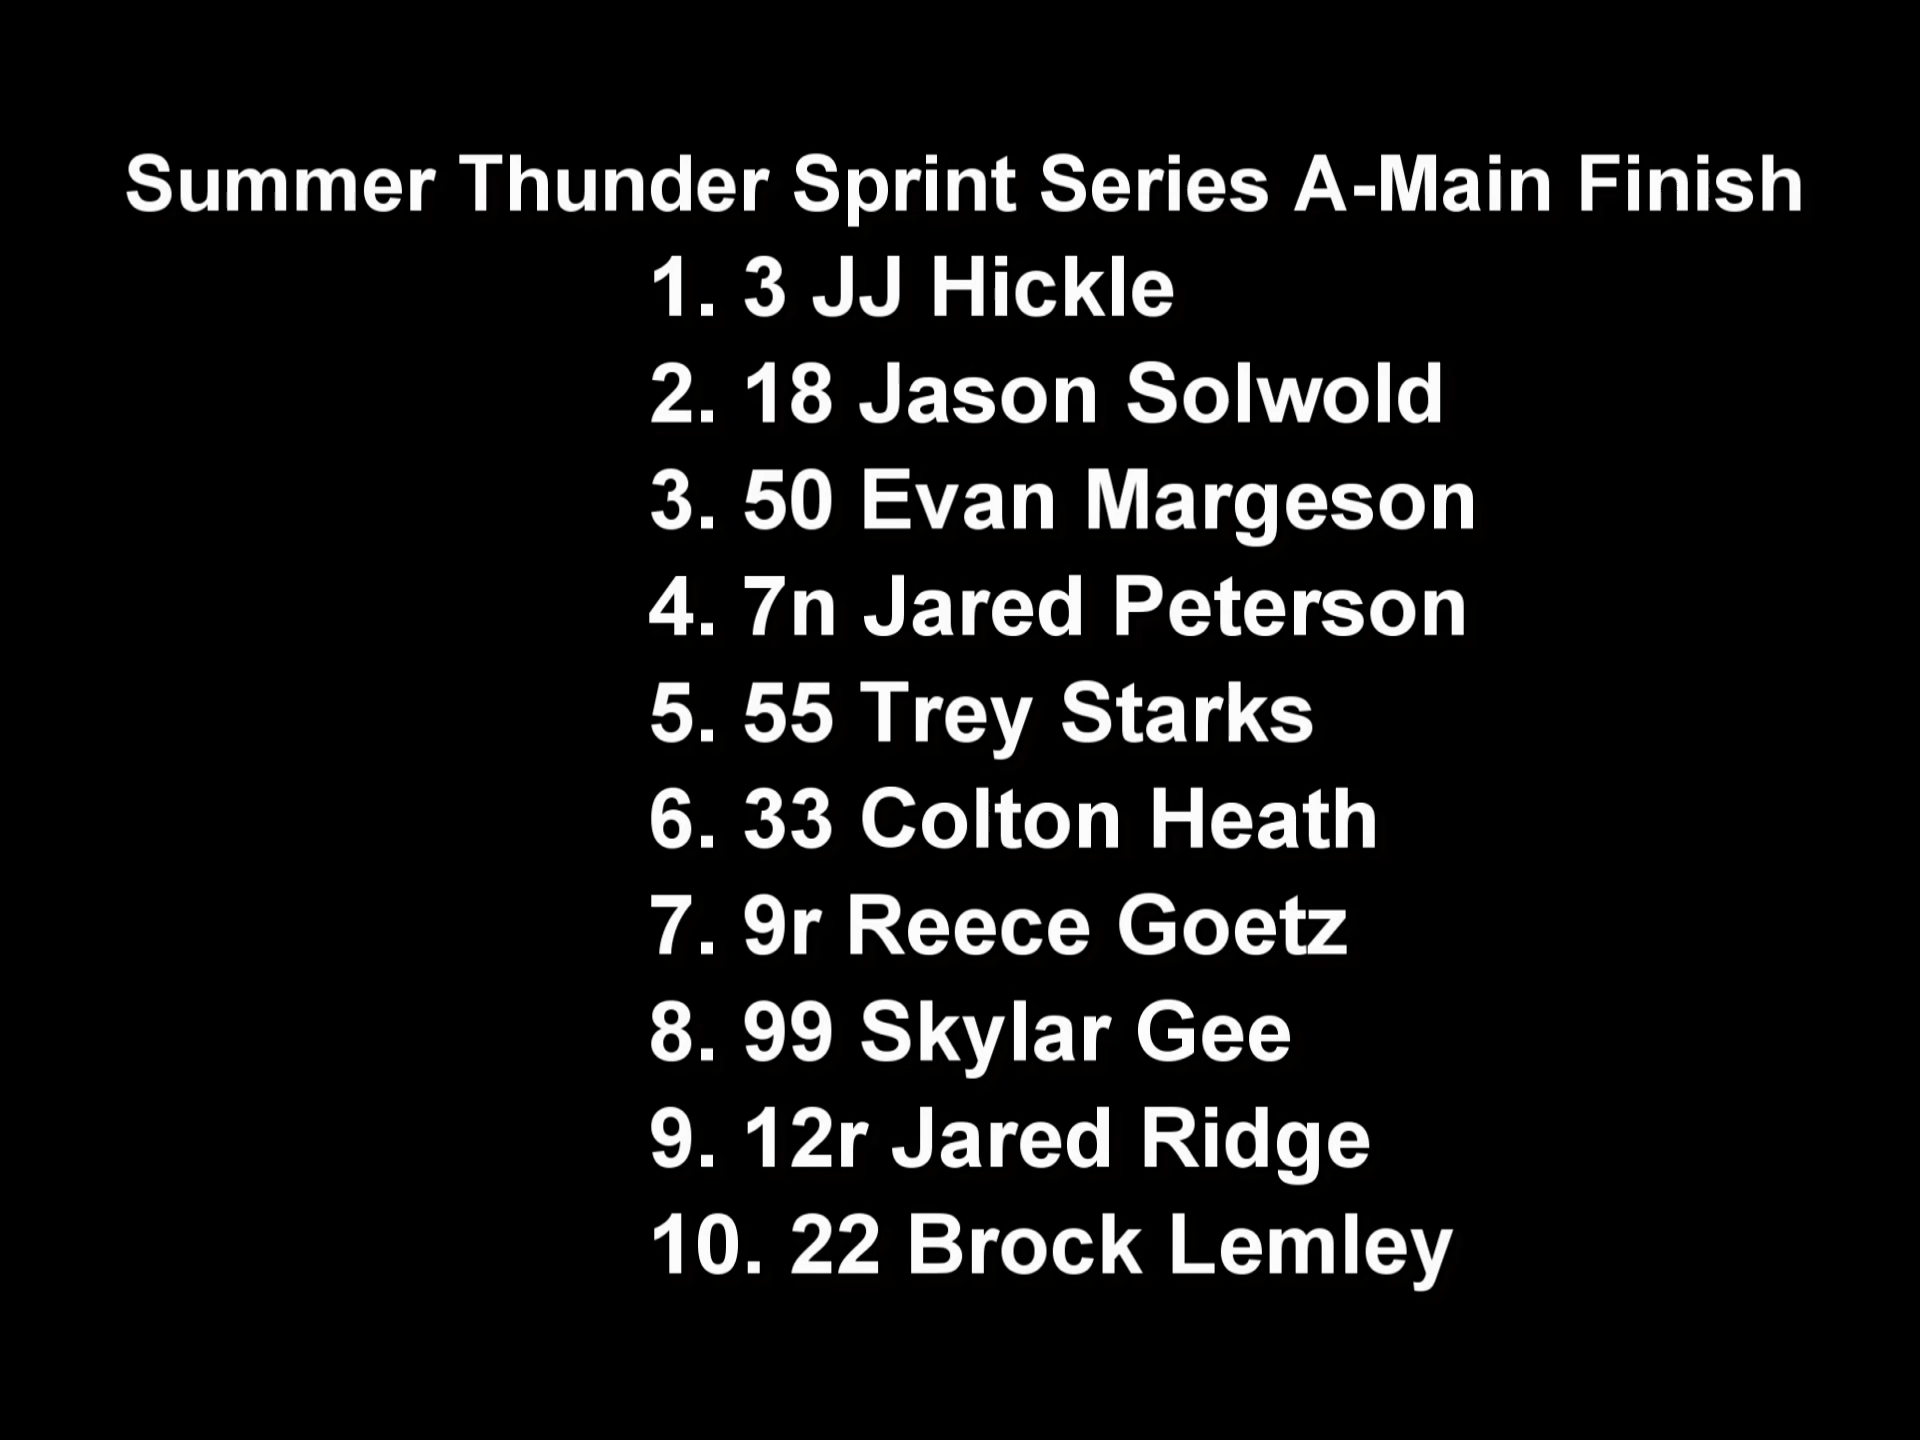 Summer Thunder Sprint Series A-Main Finish
1. 3 JJ Hickle
2. 18 Jason Solwold
3. 50 Evan Margeson
4. 7n Jared Peterson
5. 55 Trey Starks
6. 33 Colton Heath
7. 9r Reece Goetz
8. 99 Skylar Gee
9. 12r Jared Ridge
10. 22 Brock Lemley